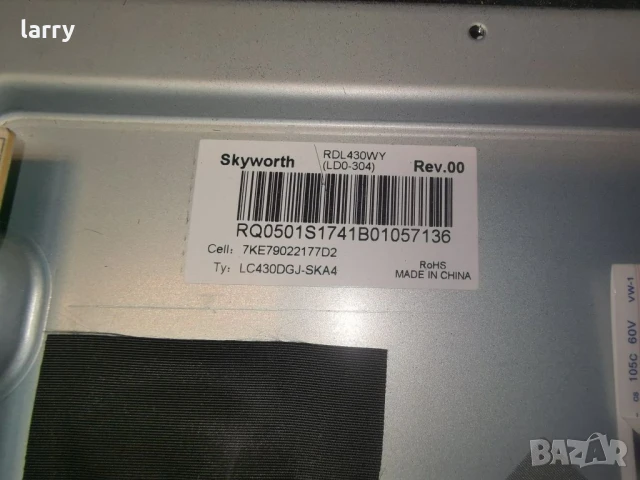 larry
Skyworth
RDL430WY
(LD0-304)
Rev.00
RQ0501S1741B01057136
Cell: 7KE79022177D2
Ty: LC430DGJ-SKA4
RoHS
MADE IN CHINA
105C 60V VW-1
BAZAR